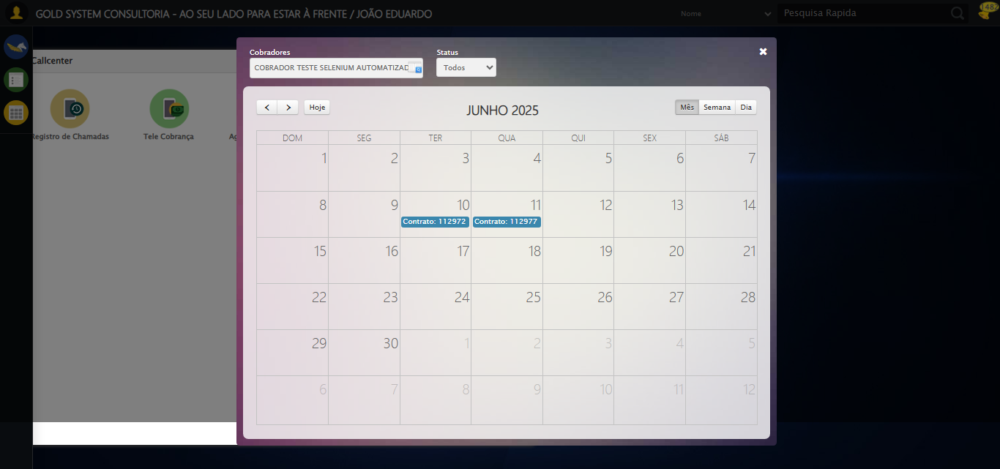 GOLD SYSTEM CONSULTORIA - AO SEU LADO PARA ESTAR À FRENTE / JOÃO EDUARDO
Nome
Pesquisa Rapida
1482
Callcenter
Registro de Chamadas
Tele Cobrança
Cobradores
Status
COBRADOR TESTE SELENIUM AUTOMATIZAD
Todos
Hoje
JUNHO 2025
Mês Semana Dia
DOM SEG TER QUA QUI SEX SÁB
1 2 3 4 5 6 7
8 9 10 11 12 13 14
Contrato: 112972 Contrato: 112977
15 16 17 18 19 20 21
22 23 24 25 26 27 28
29 30 1 2 3 4 5
6 7 8 9 10 11 12